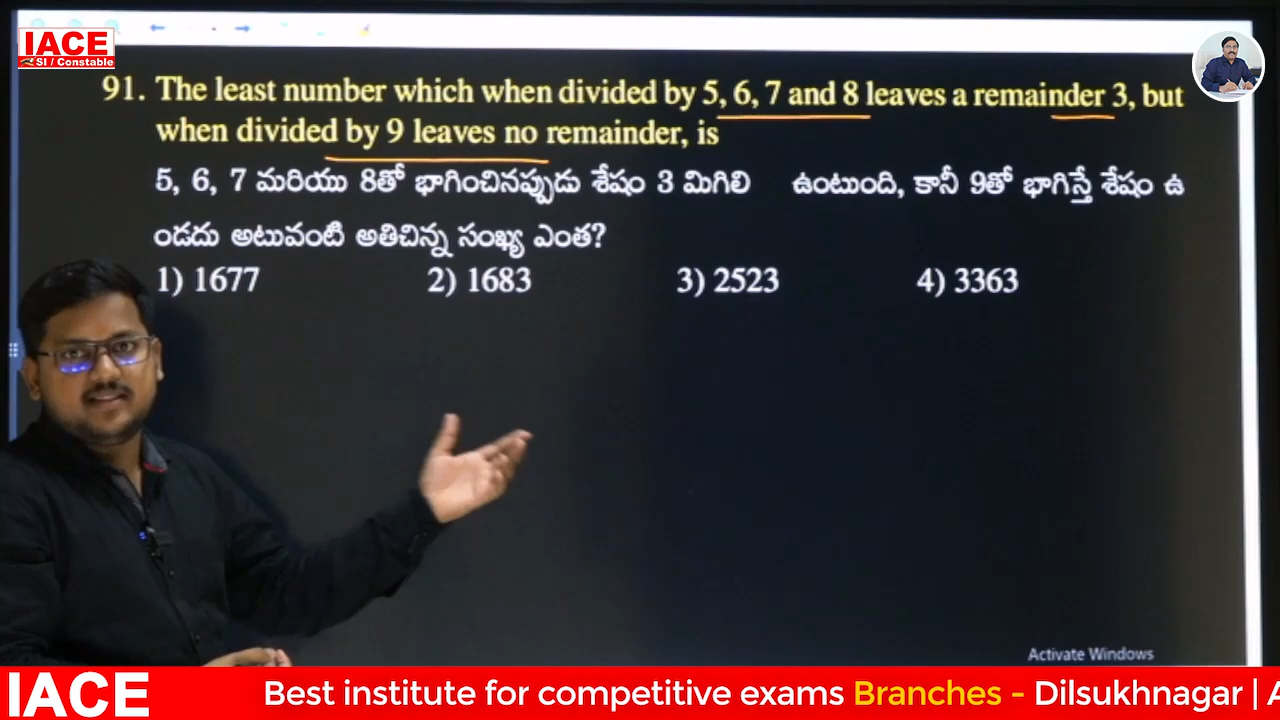 IACE
SI / Constable
91. The least number which when divided by 5, 6, 7 and 8 leaves a remainder 3, but
when divided by 9 leaves no remainder, is
5, 6, 7 మరియు 8తో భాగించినప్పుడు శేషం 3 మిగిలి ఉంటుంది, కానీ 9తో భాగిస్తే శేషం ఉ
ండదు అటువంటి అతిచిన్న సంఖ్య ఎంత?
1) 1677 2) 1683 3) 2523 4) 3363
Activate Windows
IACE Best institute for competitive exams Branches - Dilsukhnagar | A